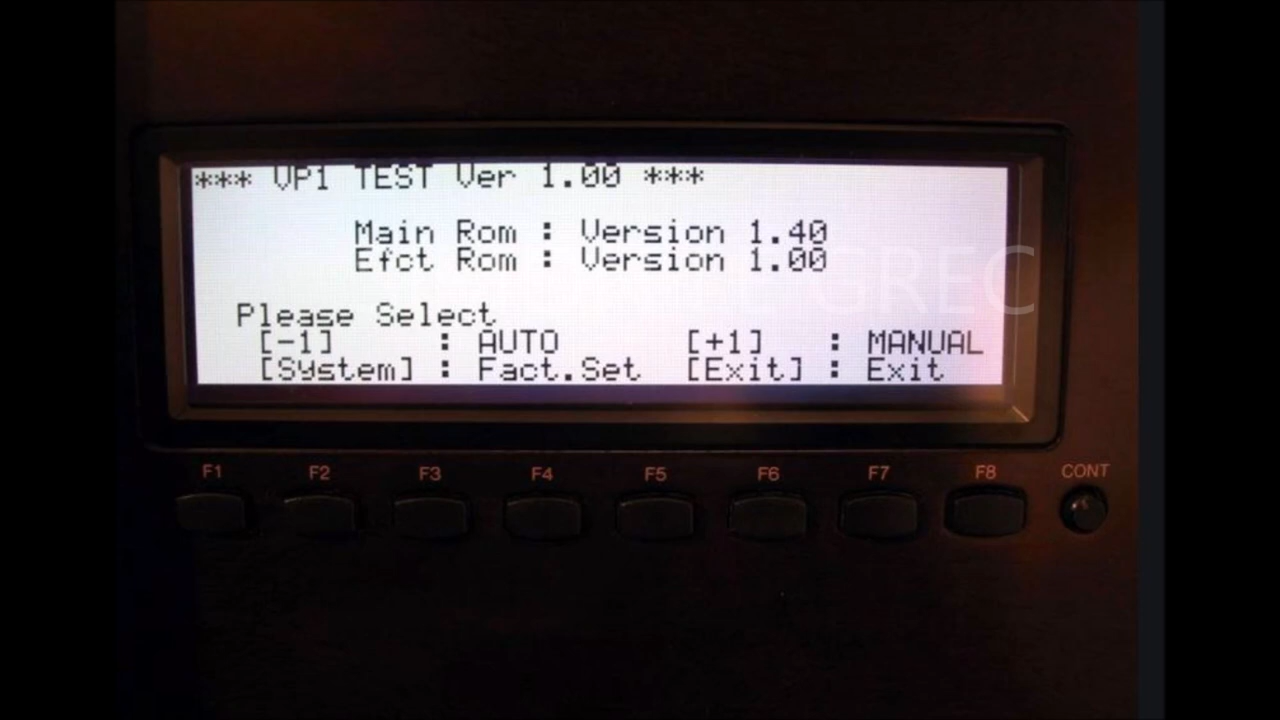 *** VP1 TEST Ver 1.00 ***
Main Rom : Version 1.40
Efct Rom : Version 1.00
Please Select
[-1] : AUTO [+1] : MANUAL
[System] : Fact.Set [Exit] : Exit
F1 F2 F3 F4 F5 F6 F7 F8 CONT